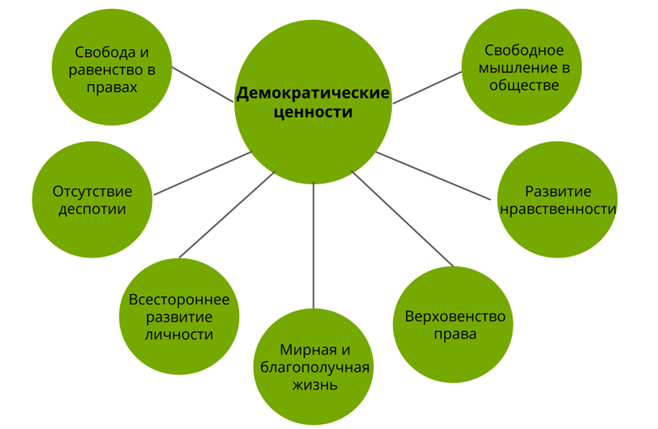 Свобода и
равенство в
правах
Демократические
ценности
Свободное
мышление в
обществе
Отсутствие
деспотии
Развитие
нравственности
Всестороннее
развитие
личности
Мирная и
благополучная
жизнь
Верховенство
права